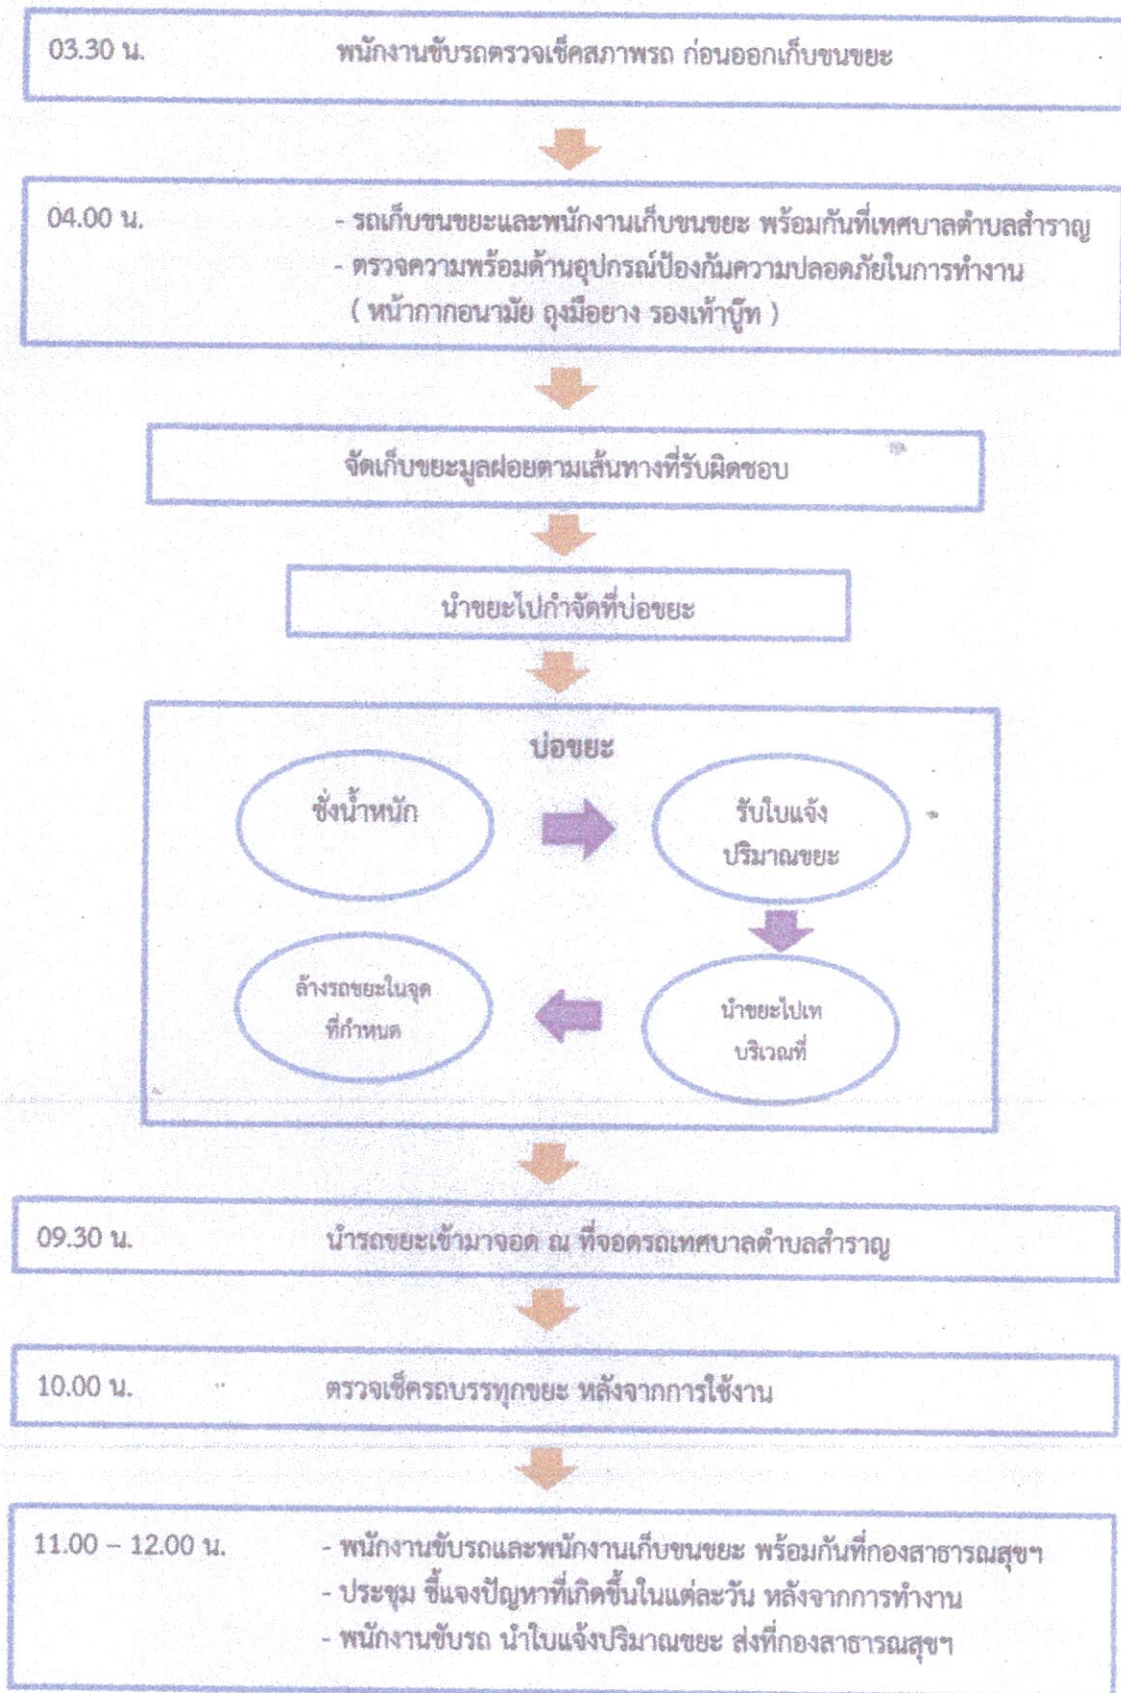 03.30 น. พนักงานขับรถตรวจเช็คสภาพรถ ก่อนออกเก็บขนขยะ
04.00 น. - รถเก็บขนขยะและพนักงานเก็บขนขยะ พร้อมกันที่เทศบาลตำบลสำราญ
- ตรวจความพร้อมด้านอุปกรณ์ป้องกันความปลอดภัยในการทำงาน
( หน้ากากอนามัย ถุงมือยาง รองเท้าบู๊ท )
จัดเก็บขยะมูลฝอยตามเส้นทางที่รับผิดชอบ
นำขยะไปกำจัดที่บ่อขยะ
บ่อขยะ
ชั่งน้ำหนัก
รับใบแจ้ง
ปริมาณขยะ
นำขยะไปเท
บริเวณที่
ล้างรถขยะในจุด
ที่กำหนด
09.30 น. นำรถขยะเข้ามาจอด ณ ที่จอดรถเทศบาลตำบลสำราญ
10.00 น. ตรวจเช็ครถบรรทุกขยะ หลังจากการใช้งาน
11.00 – 12.00 น. - พนักงานขับรถและพนักงานเก็บขนขยะ พร้อมกันที่กองสาธารณสุขฯ
- ประชุม ชี้แจงปัญหาที่เกิดขึ้นในแต่ละวัน หลังจากการทำงาน
- พนักงานขับรถ นำใบแจ้งปริมาณขยะ ส่งที่กองสาธารณสุขฯ